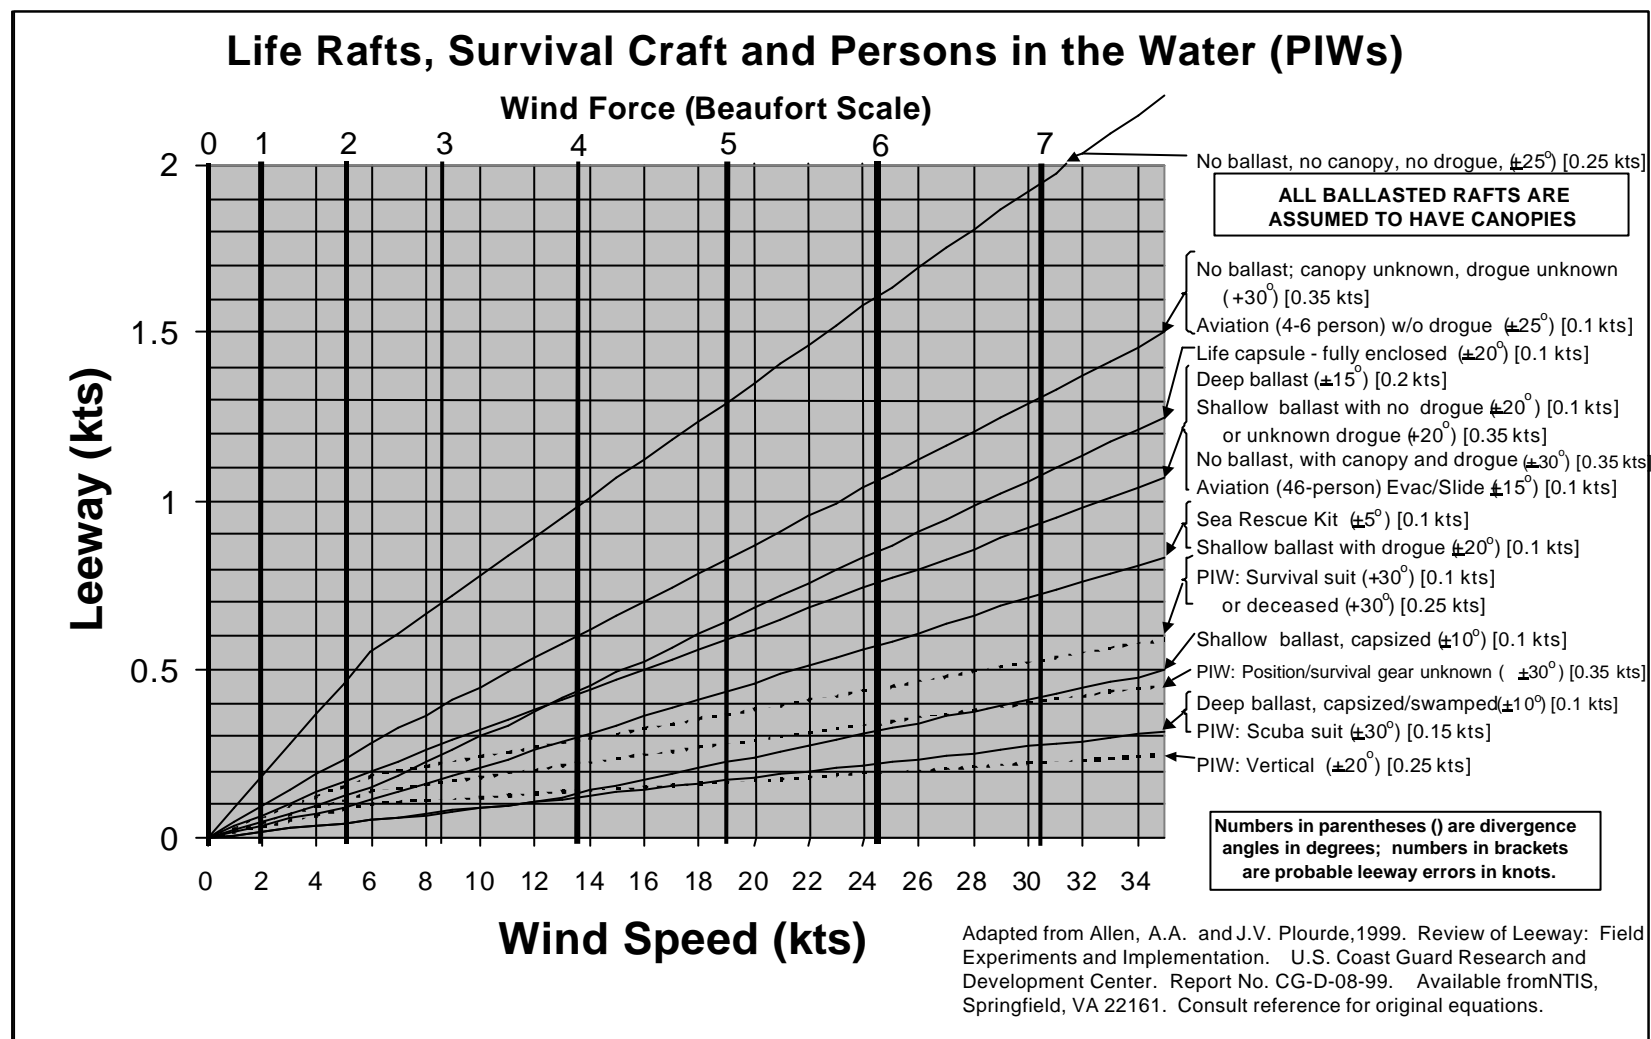 Life Rafts, Survival Craft and Persons in the Water (PIWs)
Wind Force (Beaufort Scale)
0 1 2 3 4 5 6 7
2
1.5
1
0.5
0
Leeway (kts)
0 2 4 6 8 10 12 14 16 18 20 22 24 26 28 30 32 34
Wind Speed (kts)
No ballast, no canopy, no drogue, (±25°) [0.25 kts]
ALL BALLASTED RAFTS ARE
ASSUMED TO HAVE CANOPIES
No ballast; canopy unknown, drogue unknown
(+30°) [0.35 kts]
Aviation (4-6 person) w/o drogue (±25°) [0.1 kts]
Life capsule - fully enclosed (±20°) [0.1 kts]
Deep ballast (±15°) [0.2 kts]
Shallow ballast with no drogue (±20°) [0.1 kts]
or unknown drogue (+20°) [0.35 kts]
No ballast, with canopy and drogue (±30°) [0.35 kts]
Aviation (46-person) Evac/Slide (±15°) [0.1 kts]
Sea Rescue Kit (±5°) [0.1 kts]
Shallow ballast with drogue (±20°) [0.1 kts]
PIW: Survival suit (+30°) [0.1 kts]
or deceased (+30°) [0.25 kts]
Shallow ballast, capsized (±10°) [0.1 kts]
PIW: Position/survival gear unknown ( ±30°) [0.35 kts]
Deep ballast, capsized/swamped (±10°) [0.1 kts]
PIW: Scuba suit (±30°) [0.15 kts]
PIW: Vertical (±20°) [0.25 kts]
Numbers in parentheses () are divergence
angles in degrees; numbers in brackets
are probable leeway errors in knots.
Adapted from Allen, A.A. and J.V. Plourde,1999. Review of Leeway: Field
Experiments and Implementation. U.S. Coast Guard Research and
Development Center. Report No. CG-D-08-99. Available fromNTIS,
Springfield, VA 22161. Consult reference for original equations.